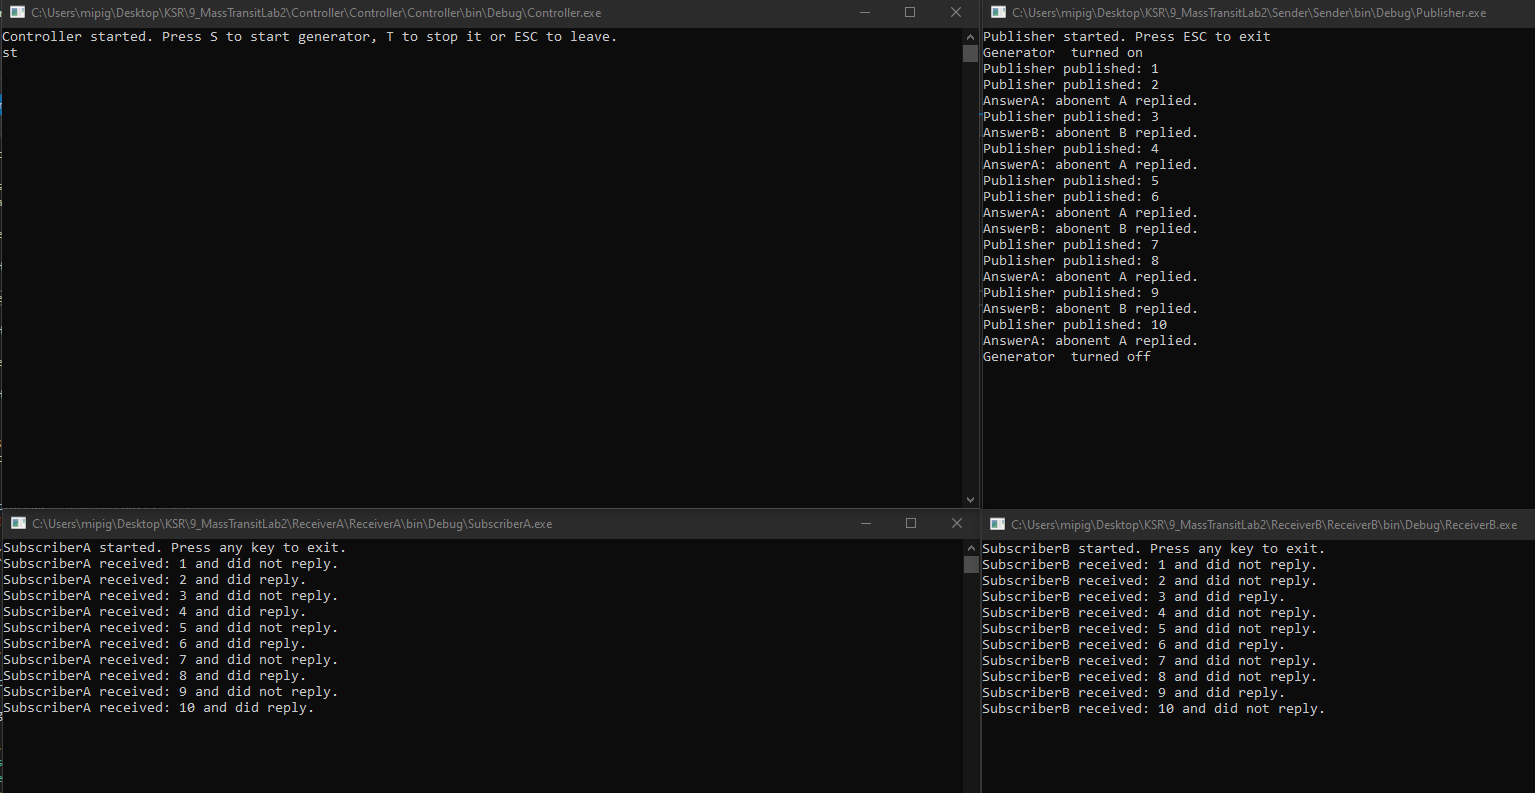 C:\Users\mipig\Desktop\KSR\9_MassTransitLab2\Controller\Controller\Controller\bin\Debug\Controller.exe
Controller started. Press S to start generator, T to stop it or ESC to leave.
st
C:\Users\mipig\Desktop\KSR\9_MassTransitLab2\Sender\Sender\bin\Debug\Publisher.exe
Publisher started. Press ESC to exit
Generator  turned on
Publisher published: 1
Publisher published: 2
AnswerA: abonent A replied.
Publisher published: 3
AnswerB: abonent B replied.
Publisher published: 4
AnswerA: abonent A replied.
Publisher published: 5
Publisher published: 6
AnswerA: abonent A replied.
AnswerB: abonent B replied.
Publisher published: 7
Publisher published: 8
AnswerA: abonent A replied.
Publisher published: 9
AnswerB: abonent B replied.
Publisher published: 10
AnswerA: abonent A replied.
Generator  turned off
C:\Users\mipig\Desktop\KSR\9_MassTransitLab2\ReceiverA\ReceiverA\bin\Debug\SubscriberA.exe
SubscriberA started. Press any key to exit.
SubscriberA received: 1 and did not reply.
SubscriberA received: 2 and did reply.
SubscriberA received: 3 and did not reply.
SubscriberA received: 4 and did reply.
SubscriberA received: 5 and did not reply.
SubscriberA received: 6 and did reply.
SubscriberA received: 7 and did not reply.
SubscriberA received: 8 and did reply.
SubscriberA received: 9 and did not reply.
SubscriberA received: 10 and did reply.
C:\Users\mipig\Desktop\KSR\9_MassTransitLab2\ReceiverB\ReceiverB\bin\Debug\ReceiverB.exe
SubscriberB started. Press any key to exit.
SubscriberB received: 1 and did not reply.
SubscriberB received: 2 and did not reply.
SubscriberB received: 3 and did reply.
SubscriberB received: 4 and did not reply.
SubscriberB received: 5 and did not reply.
SubscriberB received: 6 and did reply.
SubscriberB received: 7 and did not reply.
SubscriberB received: 8 and did not reply.
SubscriberB received: 9 and did reply.
SubscriberB received: 10 and did not reply.